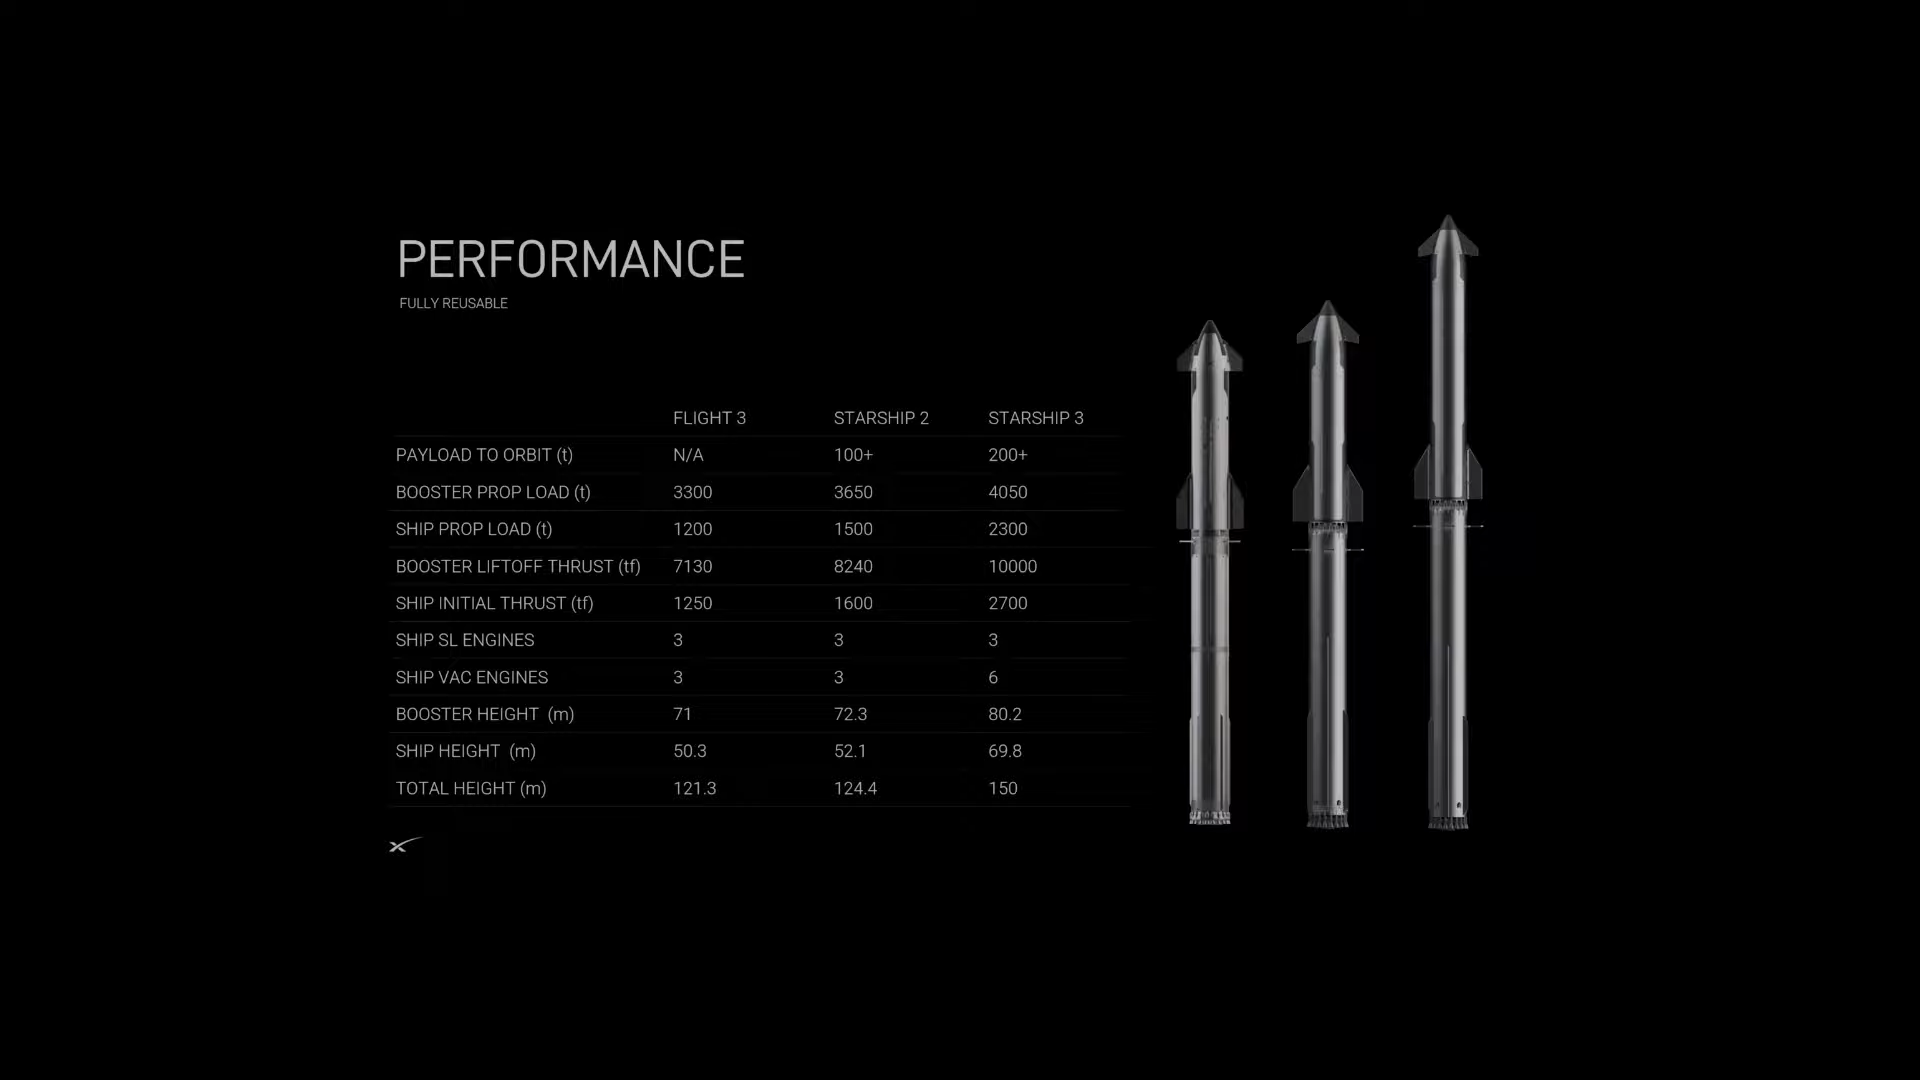 PERFORMANCE
FULLY REUSABLE
FLIGHT 3 STARSHIP 2 STARSHIP 3
PAYLOAD TO ORBIT (t) N/A 100+ 200+
BOOSTER PROP LOAD (t) 3300 3650 4050
SHIP PROP LOAD (t) 1200 1500 2300
BOOSTER LIFTOFF THRUST (tf) 7130 8240 10000
SHIP INITIAL THRUST (tf) 1250 1600 2700
SHIP SL ENGINES 3 3 3
SHIP VAC ENGINES 3 3 6
BOOSTER HEIGHT (m) 71 72.3 80.2
SHIP HEIGHT (m) 50.3 52.1 69.8
TOTAL HEIGHT (m) 121.3 124.4 150